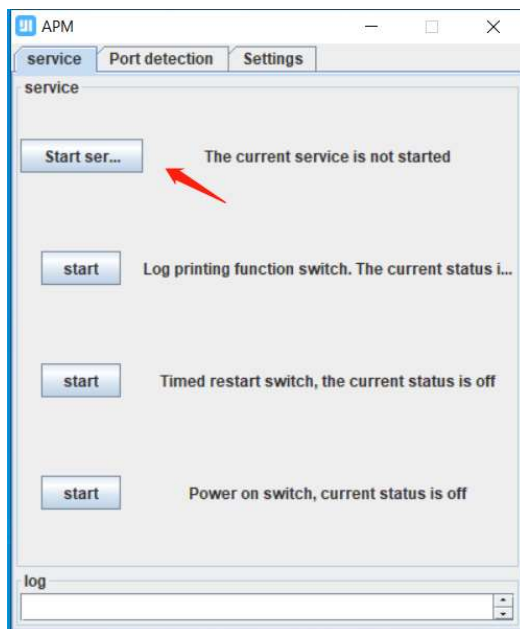 APM
service Port detection Settings
service
Start ser... The current service is not started
start Log printing function switch. The current status i...
start Timed restart switch, the current status is off
start Power on switch, current status is off
log